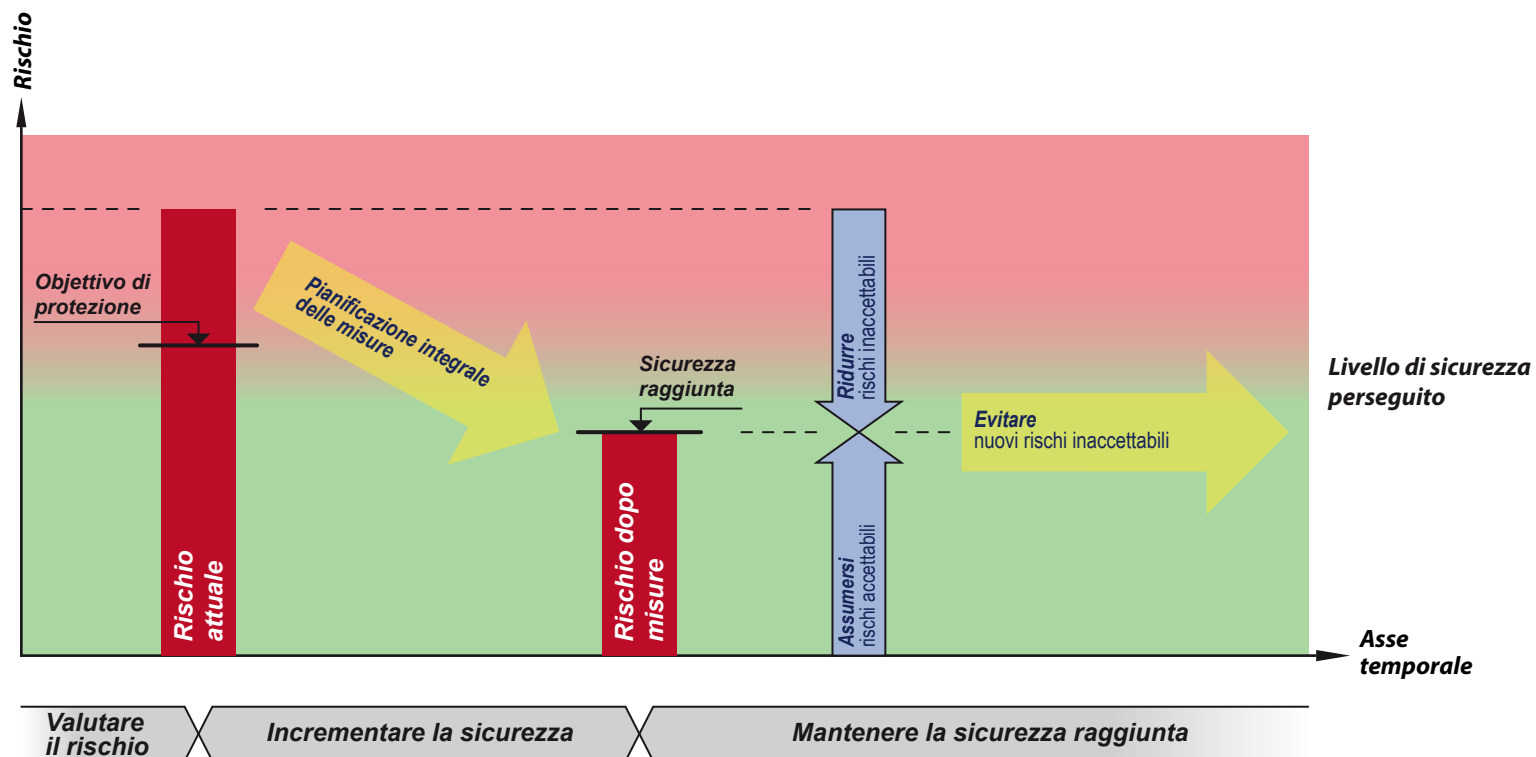 Rischio
Objettivo di
protezione
Rischio
attuale
Pianificazione integrale
delle misure
Sicurezza
raggiunta
Rischio dopo
misure
Ridurre
rischi inaccettabili
Assumersi
rischi accettabili
Evitare
nuovi rischi inaccettabili
Livello di sicurezza
perseguito
Asse
temporale
Valutare
il rischio
Incrementare la sicurezza
Mantenere la sicurezza raggiunta